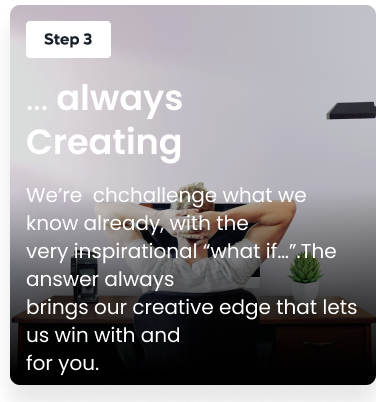 Step 3
... always
Creating
We’re  chchallenge what we
know already, with the
very inspirational “what if…”.The
answer always
brings our creative edge that lets
us win with and
for you.